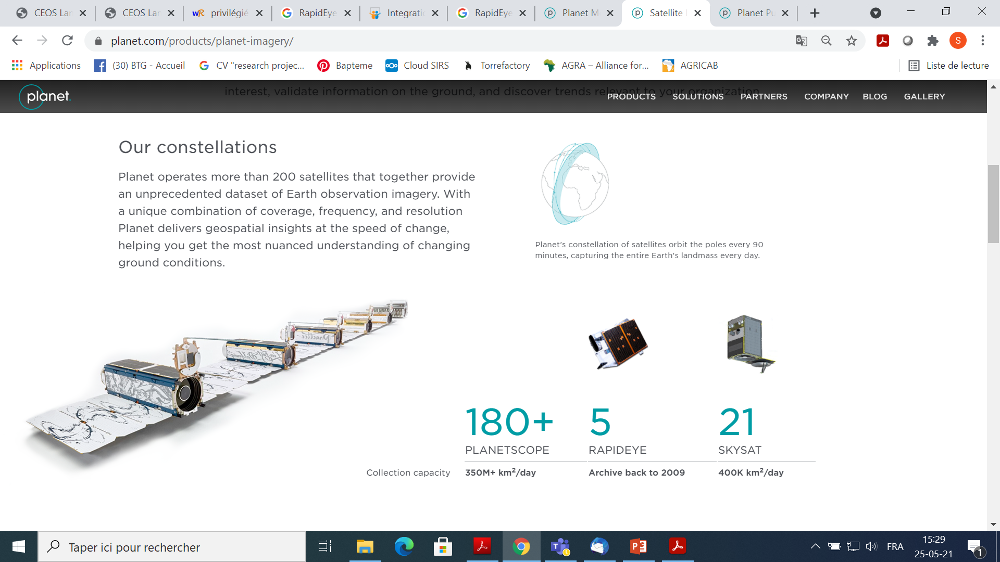 CEOS Lar
CEOS Lar
wR privilégié
RapidEye
Integratio
RapidEye
Planet M
Satellite
Planet Pu
planet.com/products/planet-imagery/
S
Applications
(30) BTG - Accueil
CV "research projec...
Bapteme
Cloud SIRS
Torrefactory
AGRA – Alliance for...
AGRICAB
Liste de lecture
interest, validate information on the ground, and discover trends relevant to your organization
planet.
PRODUCTS SOLUTIONS PARTNERS COMPANY BLOG GALLERY
Our constellations
Planet operates more than 200 satellites that together provide
an unprecedented dataset of Earth observation imagery. With
a unique combination of coverage, frequency, and resolution
Planet delivers geospatial insights at the speed of change,
helping you get the most nuanced understanding of changing
ground conditions.
Planet's constellation of satellites orbit the poles every 90
minutes, capturing the entire Earth's landmass every day.
180+ 5 21
PLANETSCOPE RAPIDEYE SKYSAT
Collection capacity 350M+ km²/day Archive back to 2009 400K km²/day
Taper ici pour rechercher
FRA
15:29
25-05-21
1